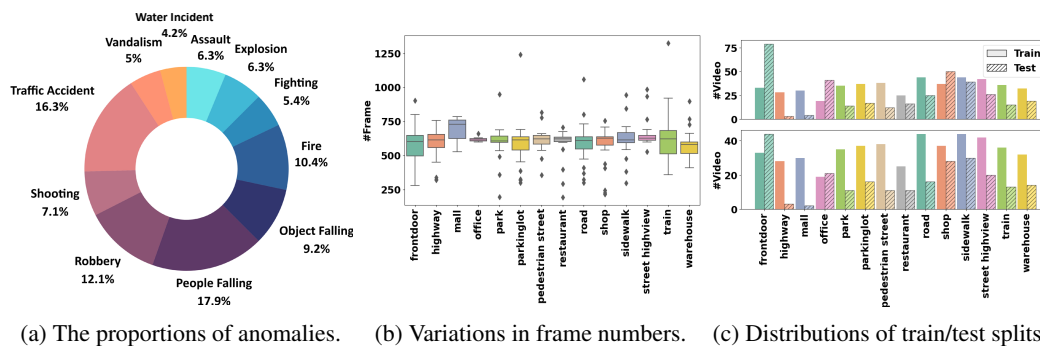 Water Incident
4.2%
Assault
6.3%
Explosion
6.3%
Vandalism
5%
Fighting
5.4%
Traffic Accident
16.3%
Fire
10.4%
Shooting
7.1%
Object Falling
9.2%
Robbery
12.1%
People Falling
17.9%
(a) The proportions of anomalies.
#Frame
1250
1000
750
500
250
frontdoor
highway
mall
office
park
parkinglot
pedestrian street
restaurant
road
shop
sidewalk
street highview
train
warehouse
(b) Variations in frame numbers.
#Video
75
50
25
0
Train
Test
#Video
40
20
0
frontdoor
highway
mall
office
park
parkinglot
pedestrian street
restaurant
road
shop
sidewalk
street highview
train
warehouse
(c) Distributions of train/test splits